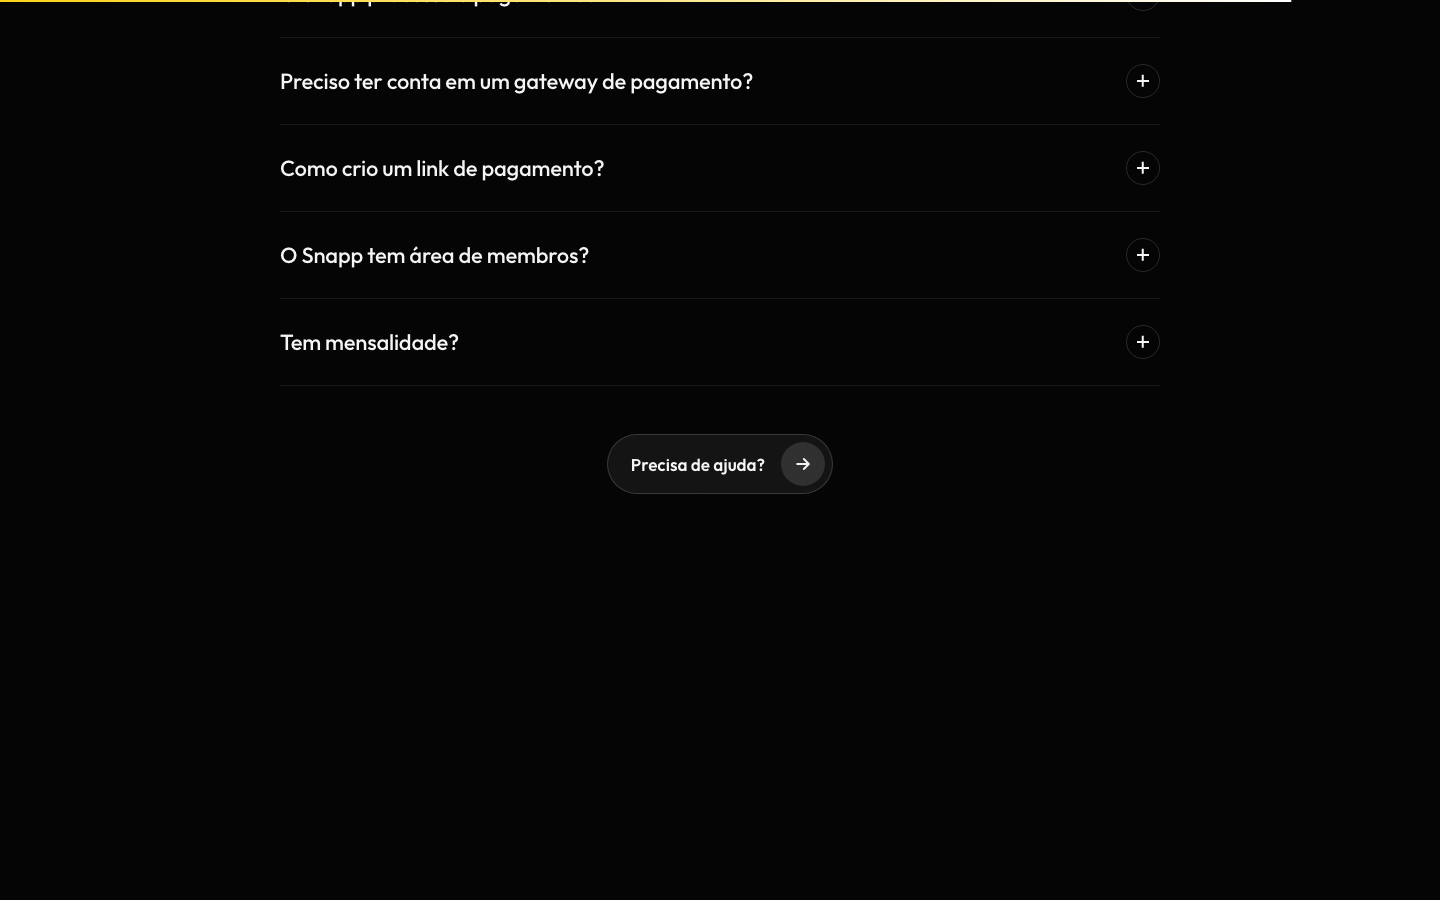 Preciso ter conta em um gateway de pagamento?
Como crio um link de pagamento?
O Snapp tem área de membros?
Tem mensalidade?
Precisa de ajuda?